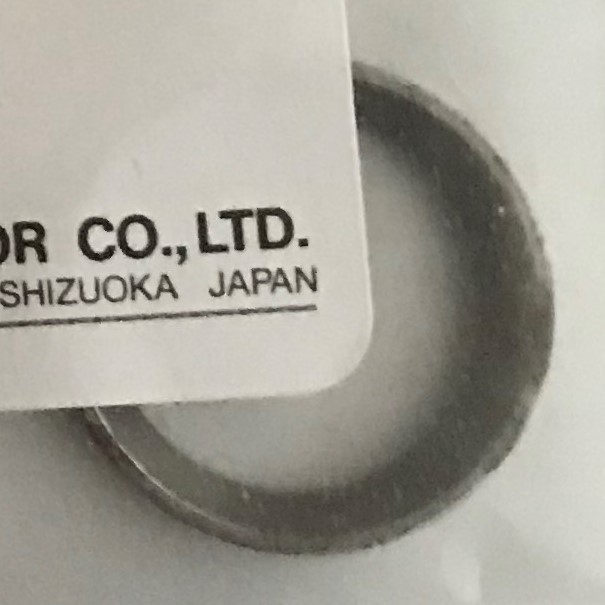 OR CO., LTD.
SHIZUOKA JAPAN